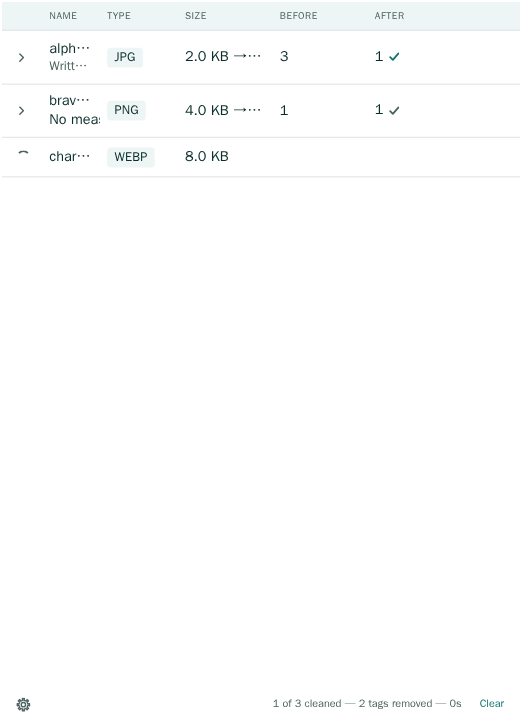 NAME TYPE SIZE BEFORE AFTER
alph··· JPG 2.0 KB →··· 3 1
Writt···
brav··· PNG 4.0 KB →··· 1 1
No meas
char··· WEBP 8.0 KB
1 of 3 cleaned — 2 tags removed — 0s Clear